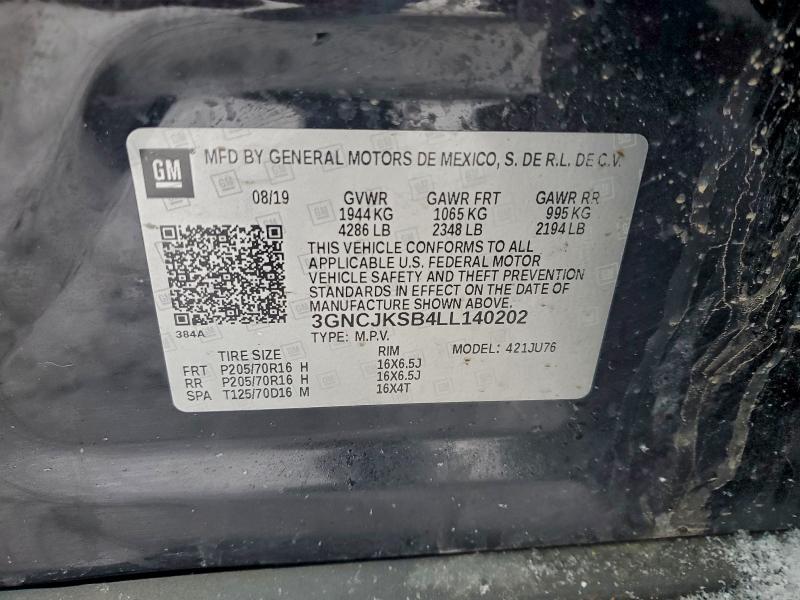 GM MFD BY GENERAL MOTORS DE MEXICO, S. DE R.L. DE C.V.
08/19 GVWR GAWR FRT GAWR RR
1944 KG 1065 KG 995 KG
4286 LB 2348 LB 2194 LB
THIS VEHICLE CONFORMS TO ALL
APPLICABLE U.S. FEDERAL MOTOR
VEHICLE SAFETY AND THEFT PREVENTION
STANDARDS IN EFFECT ON THE DATE OF
MANUFACTURE SHOWN ABOVE.
384A
3GNCJKSB4LL140202
TYPE: M.P.V. MODEL: 421JU76
TIRE SIZE RIM
FRT P205/70R16 H 16X6.5J
RR P205/70R16 H 16X6.5J
SPA T125/70D16 M 16X4T